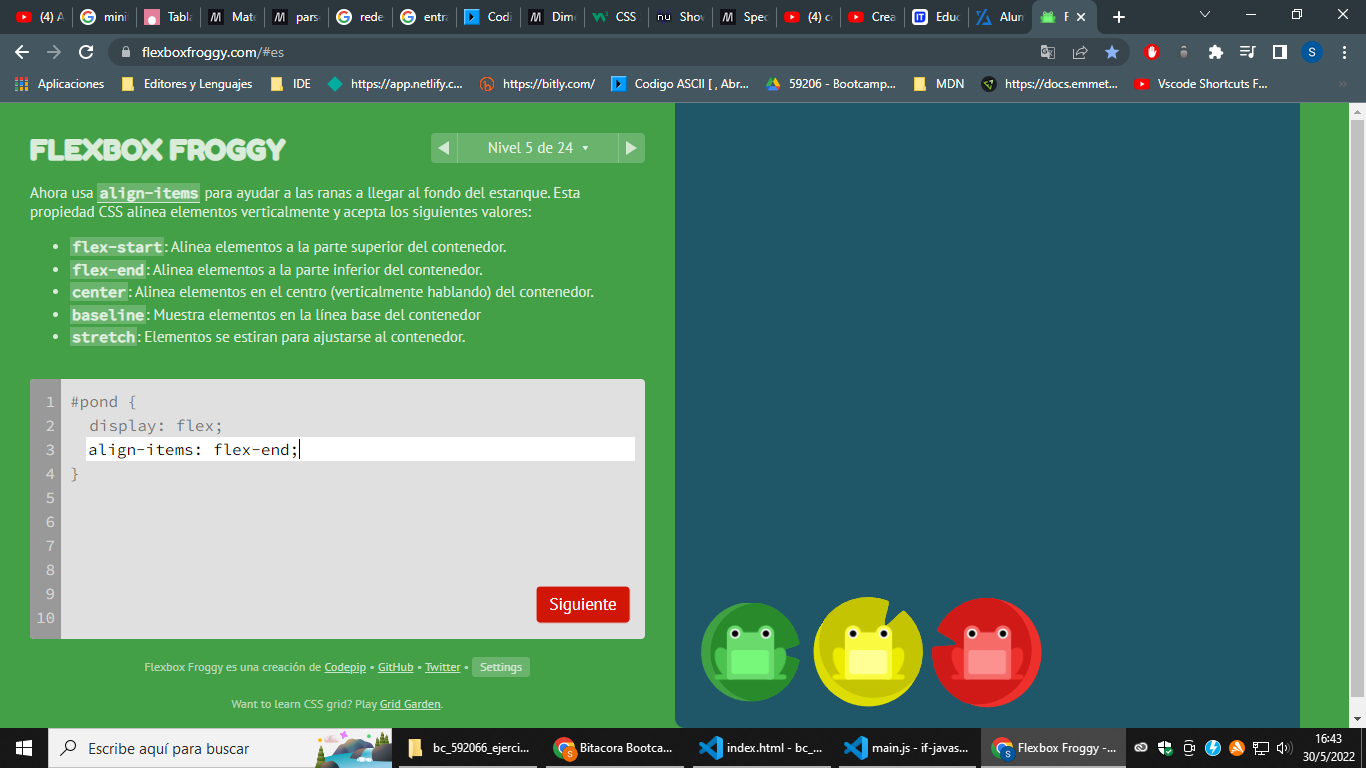 (4) A
mini
Tabla
Mate
parse
rede
entra
Codi
Dime
CSS
Show
Spec
(4) c
Crea
Educ
Alun
F
flexboxfroggy.com/#es
S
Aplicaciones
Editores y Lenguajes
IDE
https://app.netlify.c...
https://bitly.com/
Codigo ASCII [ , Abr...
59206 - Bootcamp...
MDN
https://docs.emmet...
Vscode Shortcuts F...
FLEXBOX FROGGY
Nivel 5 de 24
Ahora usa align-items para ayudar a las ranas a llegar al fondo del estanque. Esta
propiedad CSS alinea elementos verticalmente y acepta los siguientes valores:
• flex-start: Alinea elementos a la parte superior del contenedor.
• flex-end: Alinea elementos a la parte inferior del contenedor.
• center: Alinea elementos en el centro (verticalmente hablando) del contenedor.
• baseline: Muestra elementos en la línea base del contenedor
• stretch: Elementos se estiran para ajustarse al contenedor.
1 #pond {
2 display: flex;
3 align-items: flex-end;
4 }
5
6
7
8
9
10
Siguiente
Flexbox Froggy es una creación de Codepip • GitHub • Twitter • Settings
Want to learn CSS grid? Play Grid Garden.
Escribe aquí para buscar
bc_592066_ejerci...
Bitacora Bootca...
index.html - bc_...
main.js - if-javas...
Flexbox Froggy -...
16:43
30/5/2022